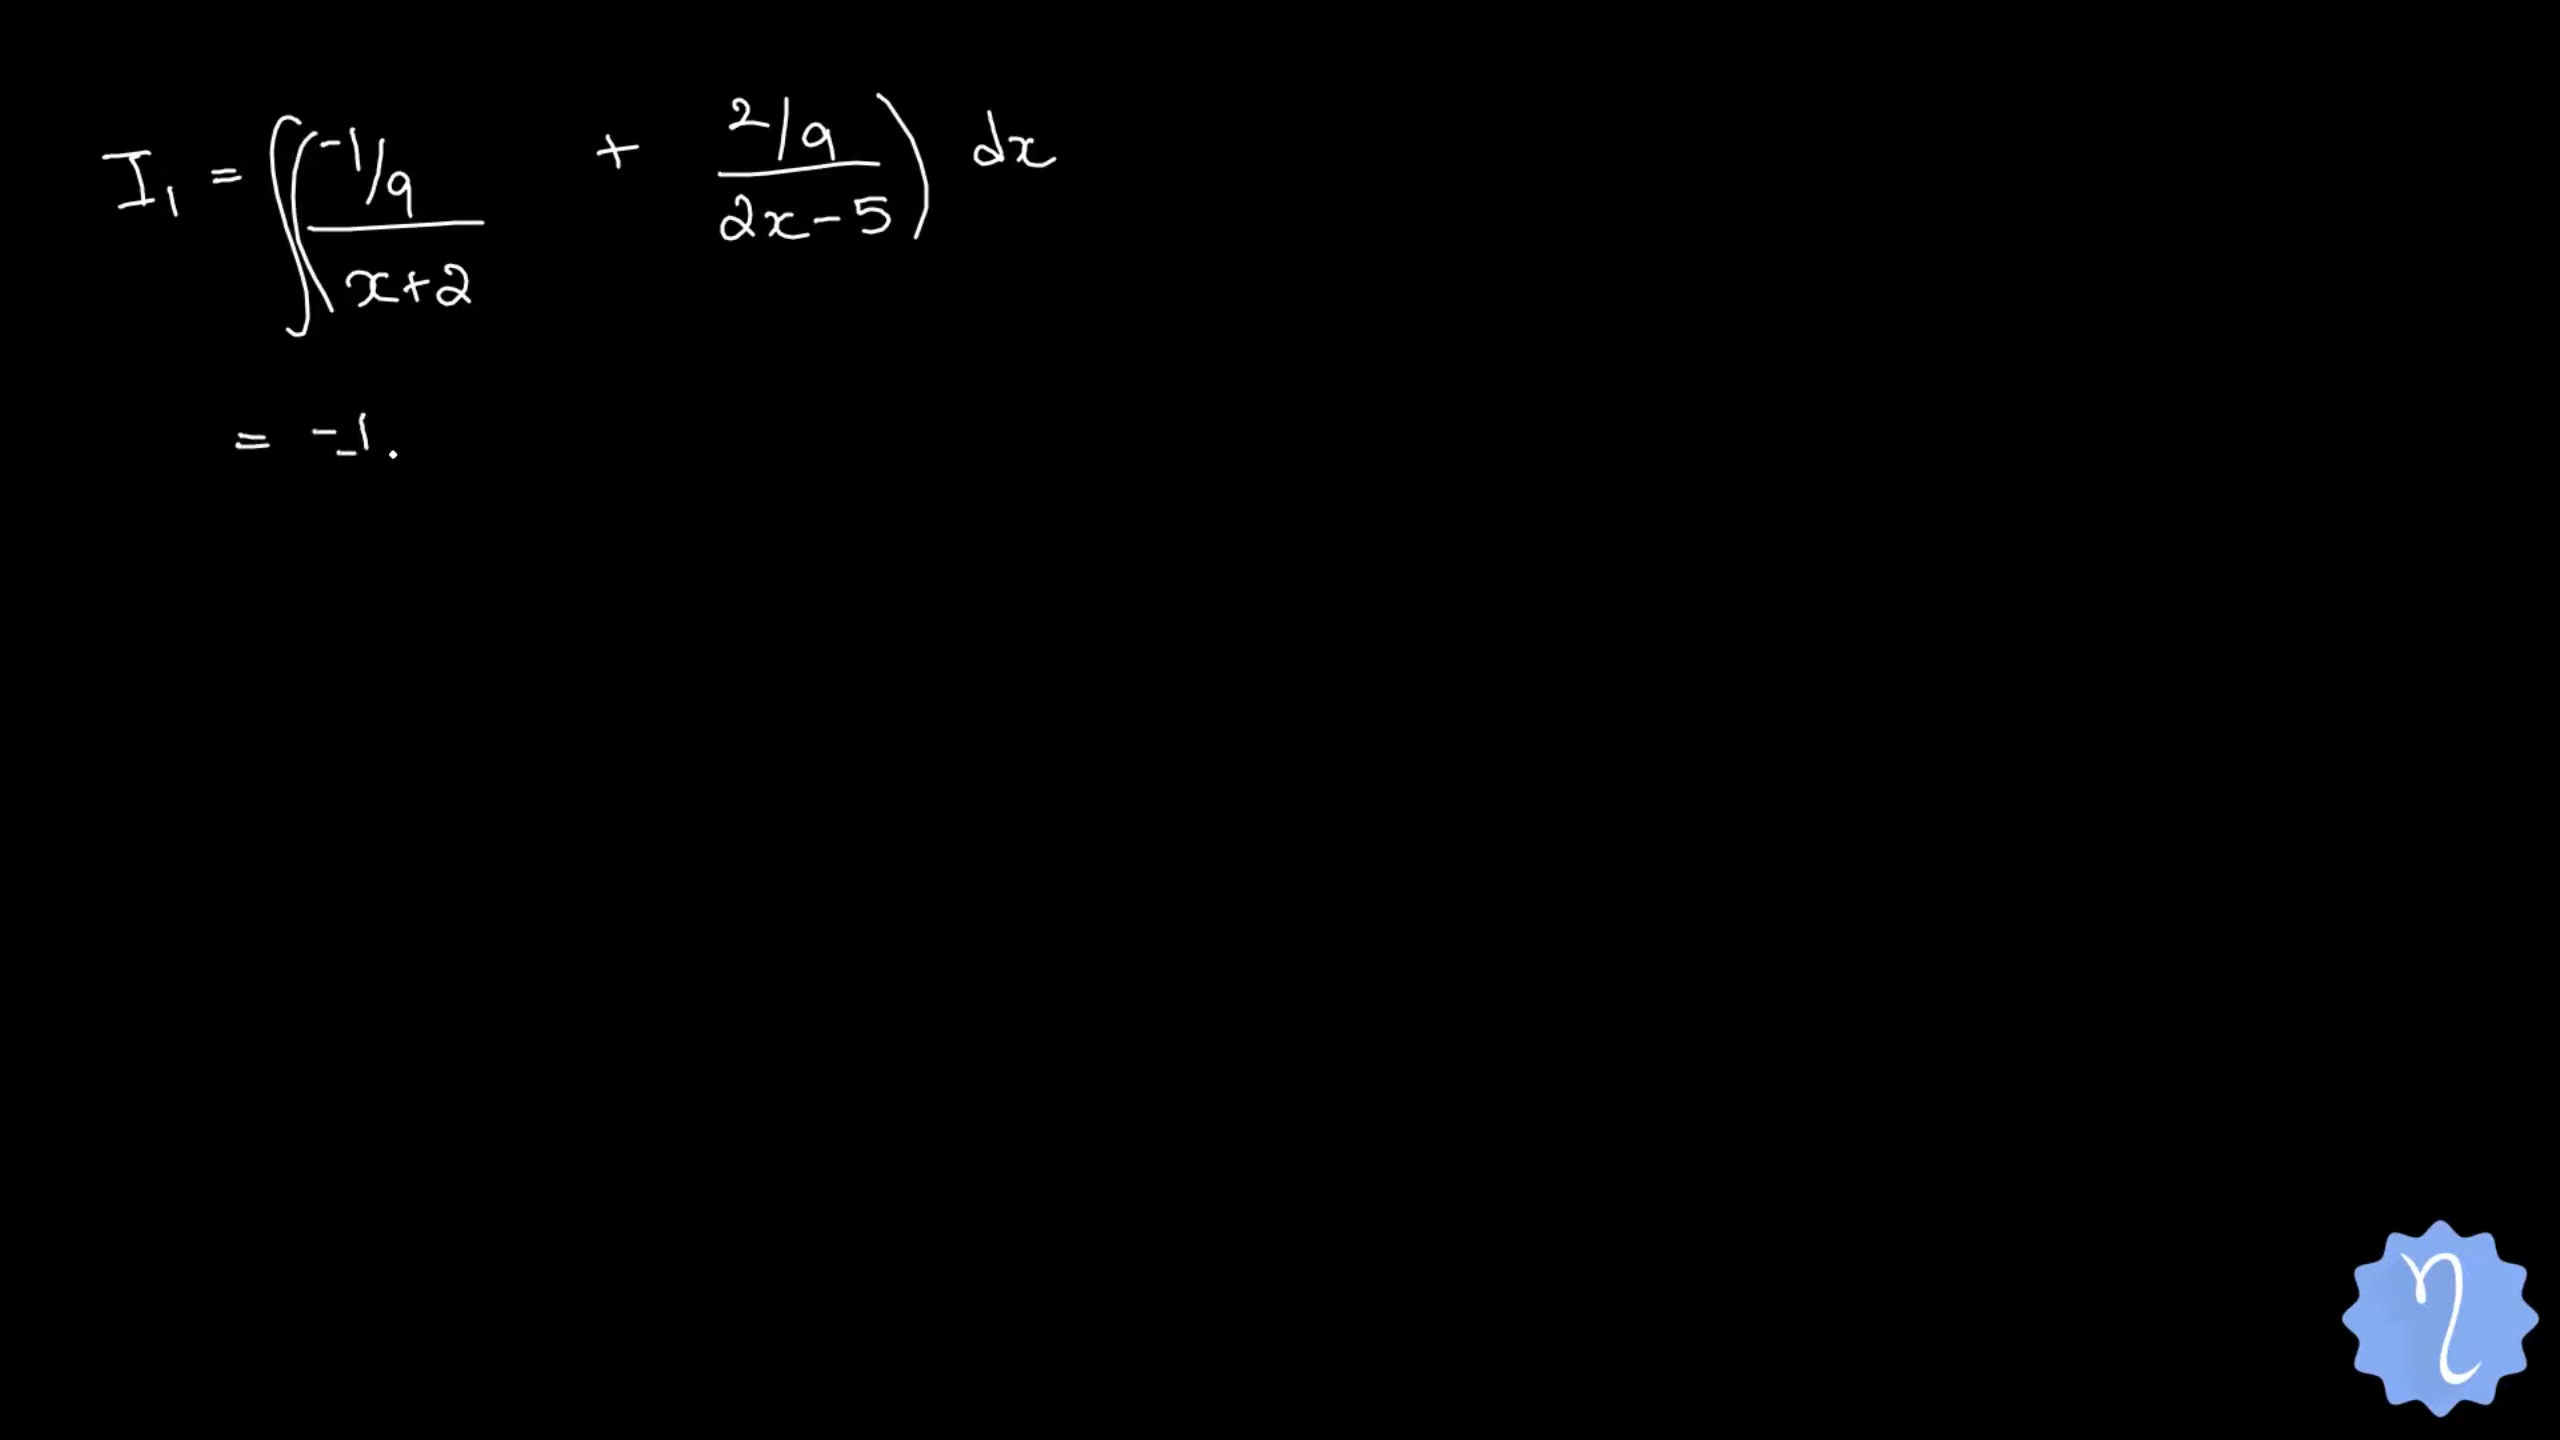 I₁ = ∫(-1/9 / x+2 + 2/9 / 2x-5) dx
= -1
η